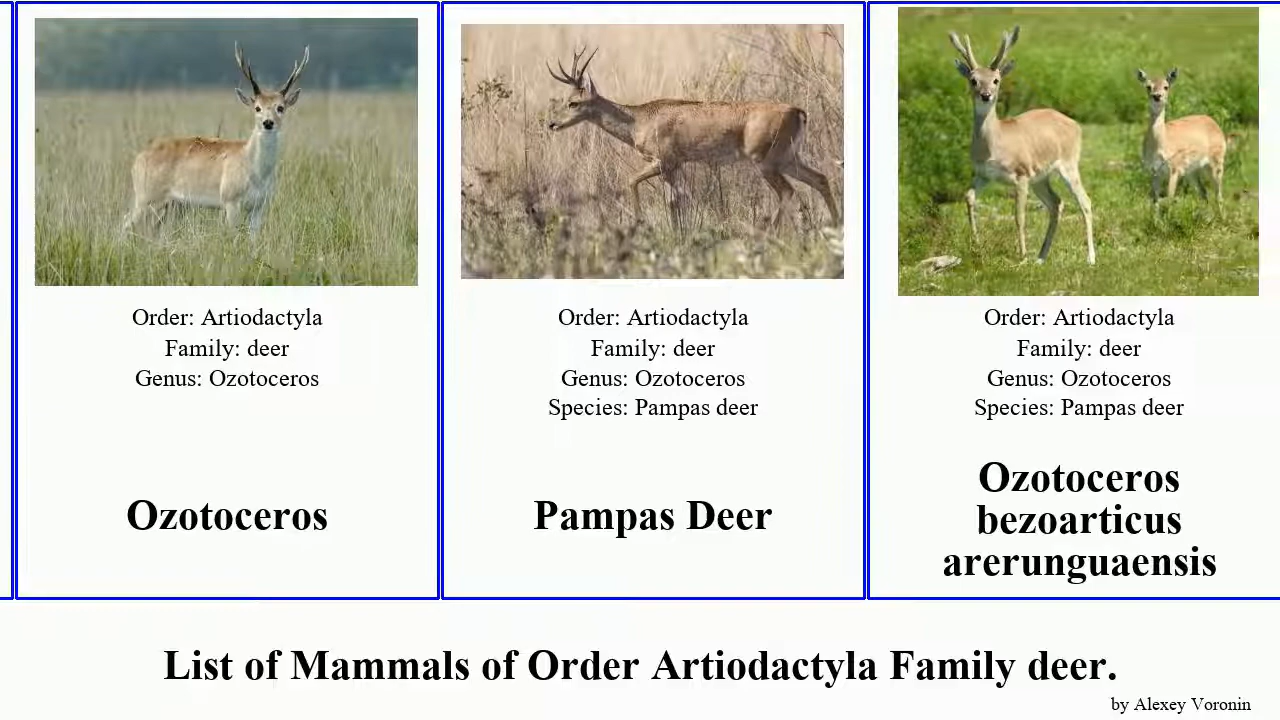 Order: Artiodactyla
Family: deer
Genus: Ozotoceros
Ozotoceros
Order: Artiodactyla
Family: deer
Genus: Ozotoceros
Species: Pampas deer
Pampas Deer
Order: Artiodactyla
Family: deer
Genus: Ozotoceros
Species: Pampas deer
Ozotoceros
bezoarticus
arerunguaensis
List of Mammals of Order Artiodactyla Family deer.
by Alexey Voronin